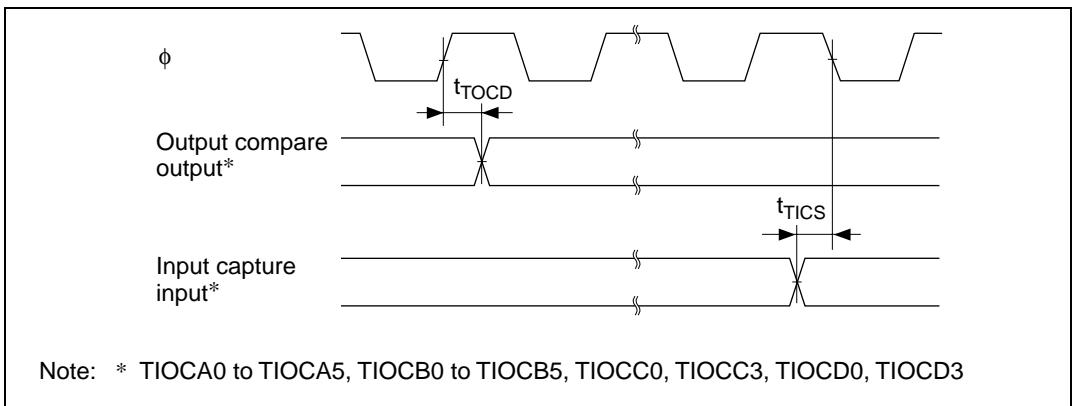 ϕ
tTOCD
Output compare
output*
tTICS
Input capture
input*
Note: * TIOCA0 to TIOCA5, TIOCB0 to TIOCB5, TIOCC0, TIOCC3, TIOCD0, TIOCD3